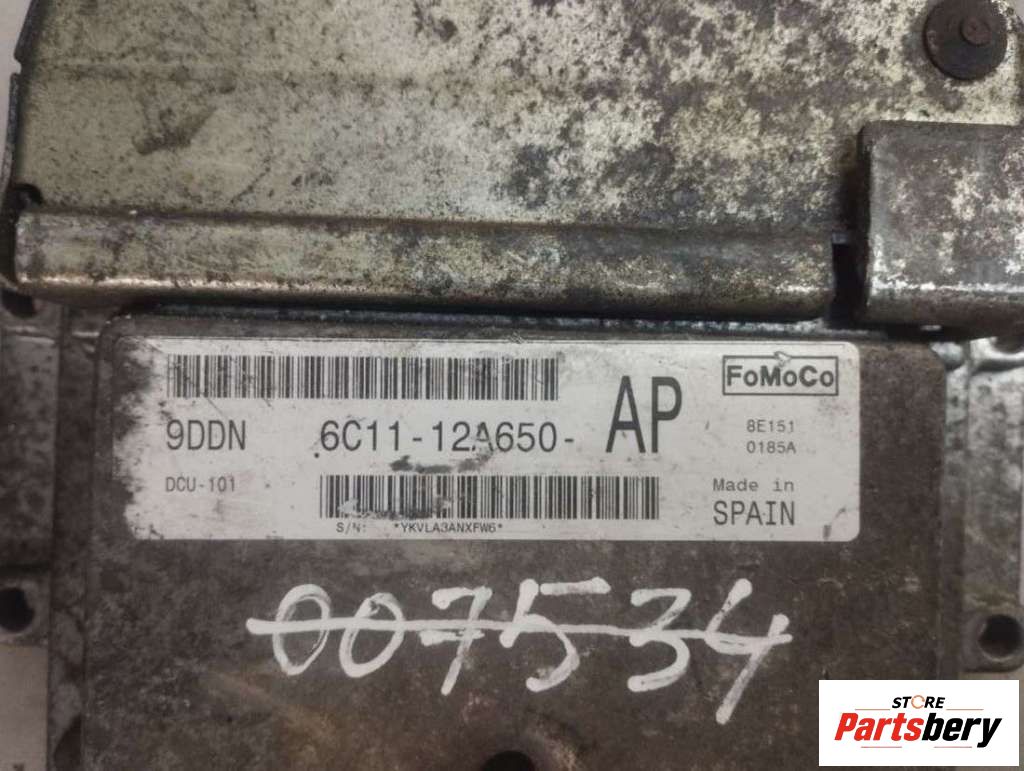 FoMoCo
9DDN 6C11-12A650- AP
8E151
0185A
DCU-101
Made in
SPAIN
S/N: *YKVLA3ANXFW6*
007534
STORE
Partsbery